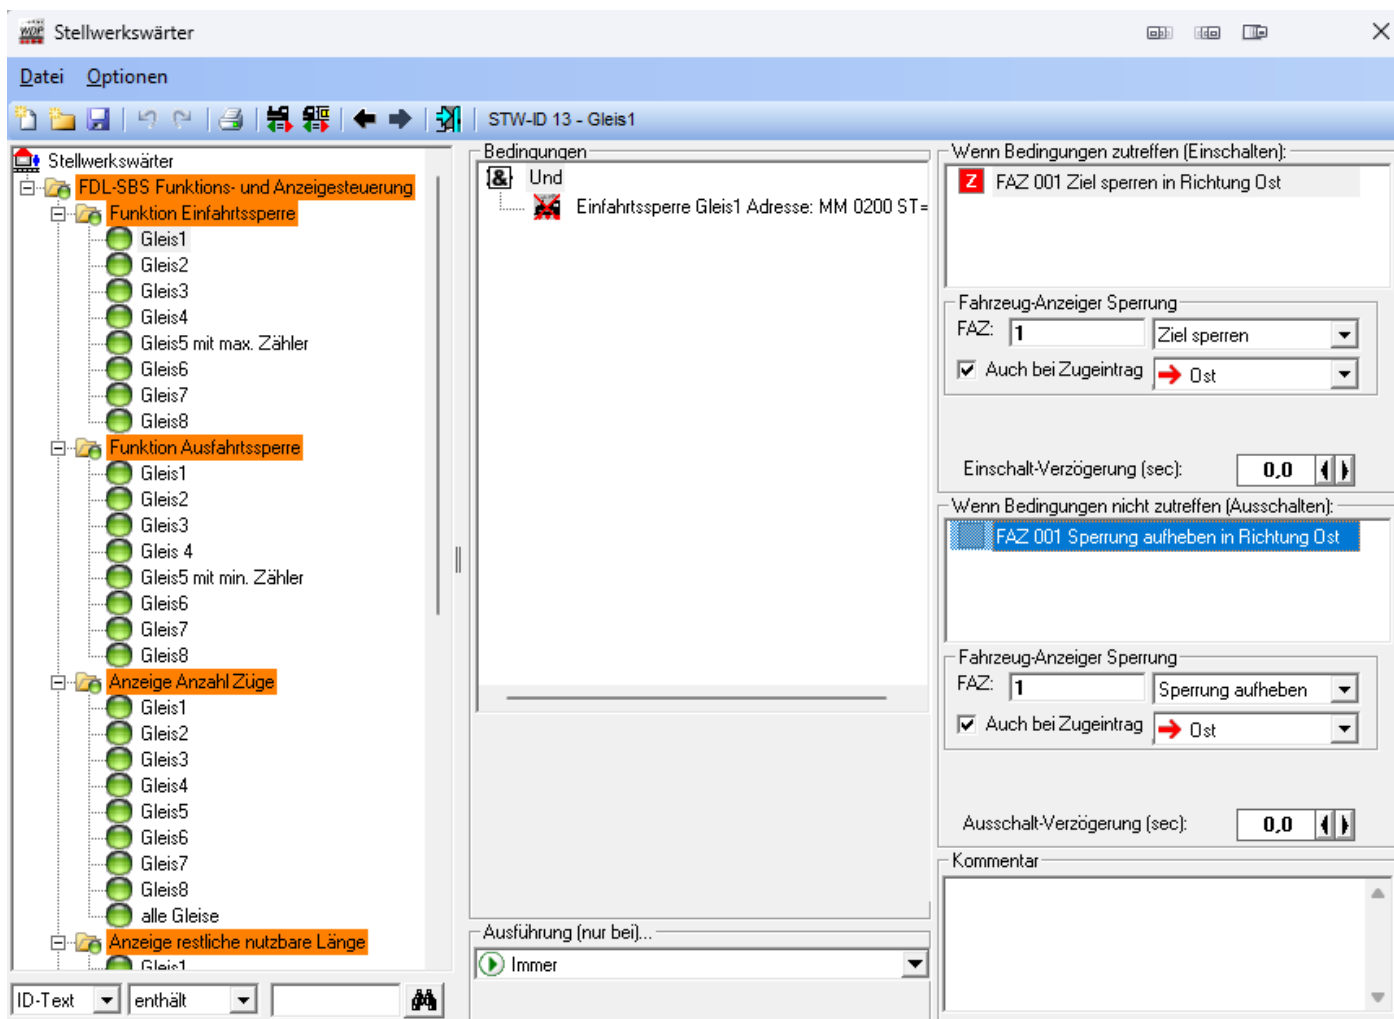 Stellwerkswärter
Datei Optionen
STW-ID 13 - Gleis1
Stellwerkswärter
FDL-SBS Funktions- und Anzeigesteuerung
Funktion Einfahrtssperre
Gleis1
Gleis2
Gleis3
Gleis4
Gleis5 mit max. Zähler
Gleis6
Gleis7
Gleis8
Funktion Ausfahrtssperre
Gleis1
Gleis2
Gleis3
Gleis 4
Gleis5 mit min. Zähler
Gleis6
Gleis7
Gleis8
Anzeige Anzahl Züge
Gleis1
Gleis2
Gleis3
Gleis4
Gleis5
Gleis6
Gleis7
Gleis8
alle Gleise
Anzeige restliche nutzbare Länge
Gleis1
ID-Text enthält
Bedingungen
& Und
Einfahrtssperre Gleis1 Adresse: MM 0200 ST=
Ausführung (nur bei)...
Immer
Wenn Bedingungen zutreffen (Einschalten):
Z FAZ 001 Ziel sperren in Richtung Ost
Fahrzeug-Anzeiger Sperrung
FAZ: 1 Ziel sperren
Auch bei Zugeintrag Ost
Einschalt-Verzögerung (sec): 0,0
Wenn Bedingungen nicht zutreffen (Ausschalten):
FAZ 001 Sperrung aufheben in Richtung Ost
Fahrzeug-Anzeiger Sperrung
FAZ: 1 Sperrung aufheben
Auch bei Zugeintrag Ost
Ausschalt-Verzögerung (sec): 0,0
Kommentar